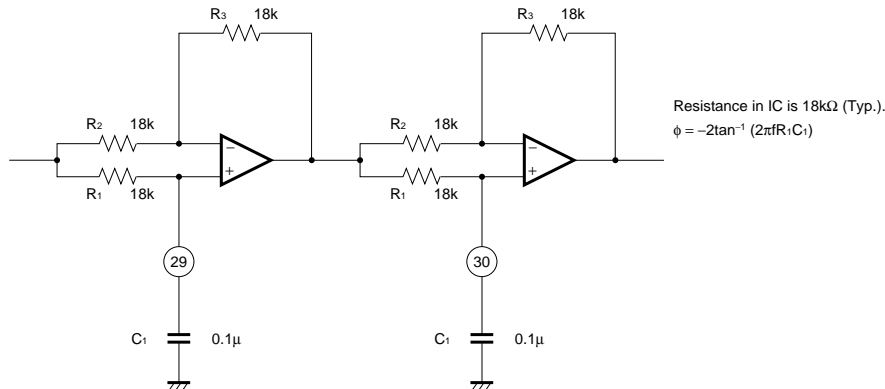 R₃ 18k
R₃ 18k
R₂ 18k
R₂ 18k
Resistance in IC is 18kΩ (Typ.).
φ = −2tan⁻¹ (2πfR₁C₁)
−
+
−
+
R₁ 18k
R₁ 18k
29
30
C₁ 0.1μ
C₁ 0.1μ